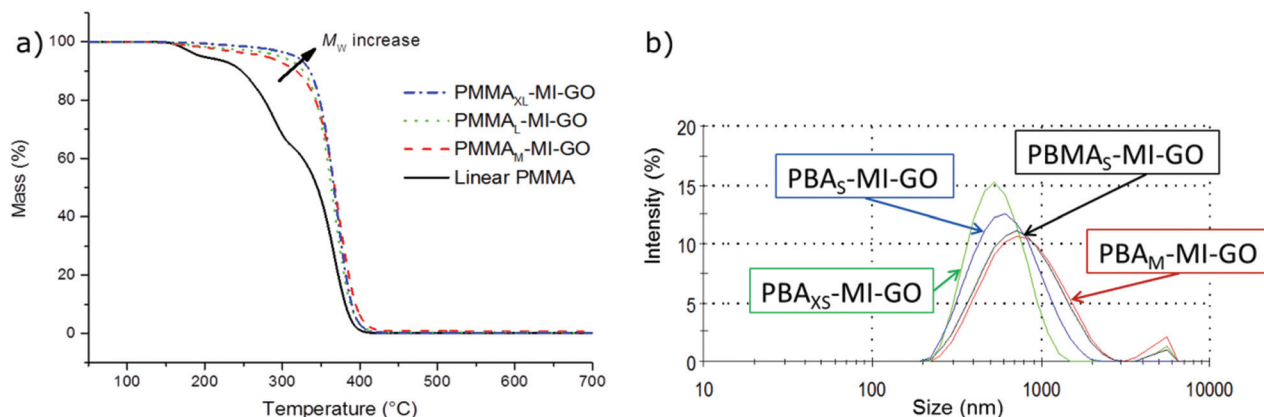 a)
M_W increase
PMMA_XL-MI-GO
PMMA_L-MI-GO
PMMA_M-MI-GO
Linear PMMA
Mass (%)
100
80
60
40
20
0
100 200 300 400 500 600 700
Temperature (°C)
b)
PBA_S-MI-GO
PBMA_S-MI-GO
PBA_XS-MI-GO
PBA_M-MI-GO
Intensity (%)
20
15
10
5
0
10 100 1000 10000
Size (nm)